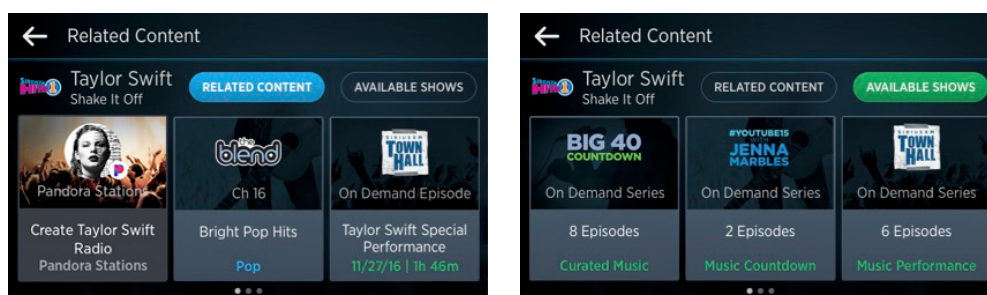 Related Content
Taylor Swift
Shake It Off
RELATED CONTENT
AVAILABLE SHOWS
the
blend
SIRIUSXM
TOWN
HALL
Pandora Stations
Ch 16
On Demand Episode
Create Taylor Swift
Radio
Pandora Stations
Bright Pop Hits
Pop
Taylor Swift Special
Performance
11/27/16 | 1h 46m
Related Content
Taylor Swift
Shake It Off
RELATED CONTENT
AVAILABLE SHOWS
BIG 40
COUNTDOWN
#YOUTUBE15
WITH
JENNA
MARBLES
SIRIUSXM
TOWN
HALL
On Demand Series
On Demand Series
On Demand Series
8 Episodes
2 Episodes
6 Episodes
Curated Music
Music Countdown
Music Performance